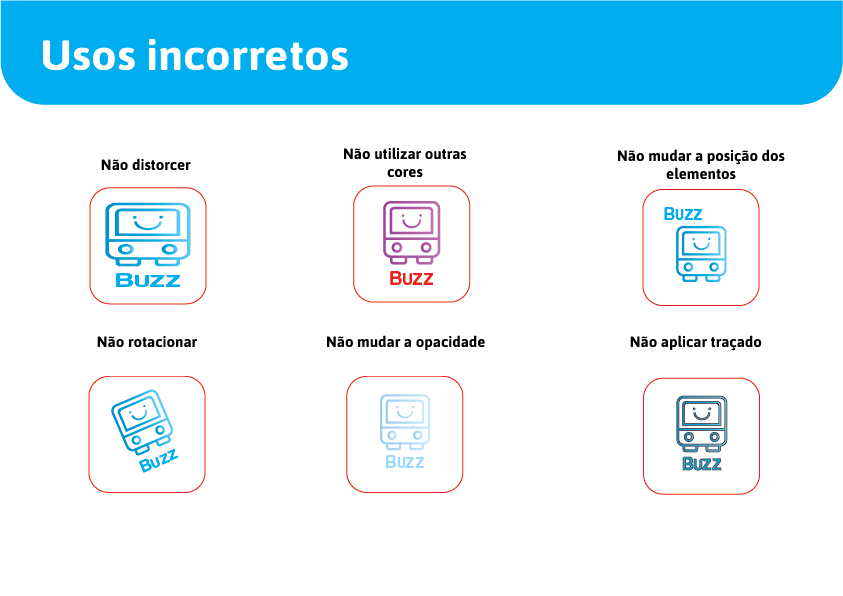 Usos incorretos
Não distorcer
Buzz
Não utilizar outras
cores
Buzz
Não mudar a posição dos
elementos
Buzz
Não rotacionar
Buzz
Não mudar a opacidade
Buzz
Não aplicar traçado
Buzz